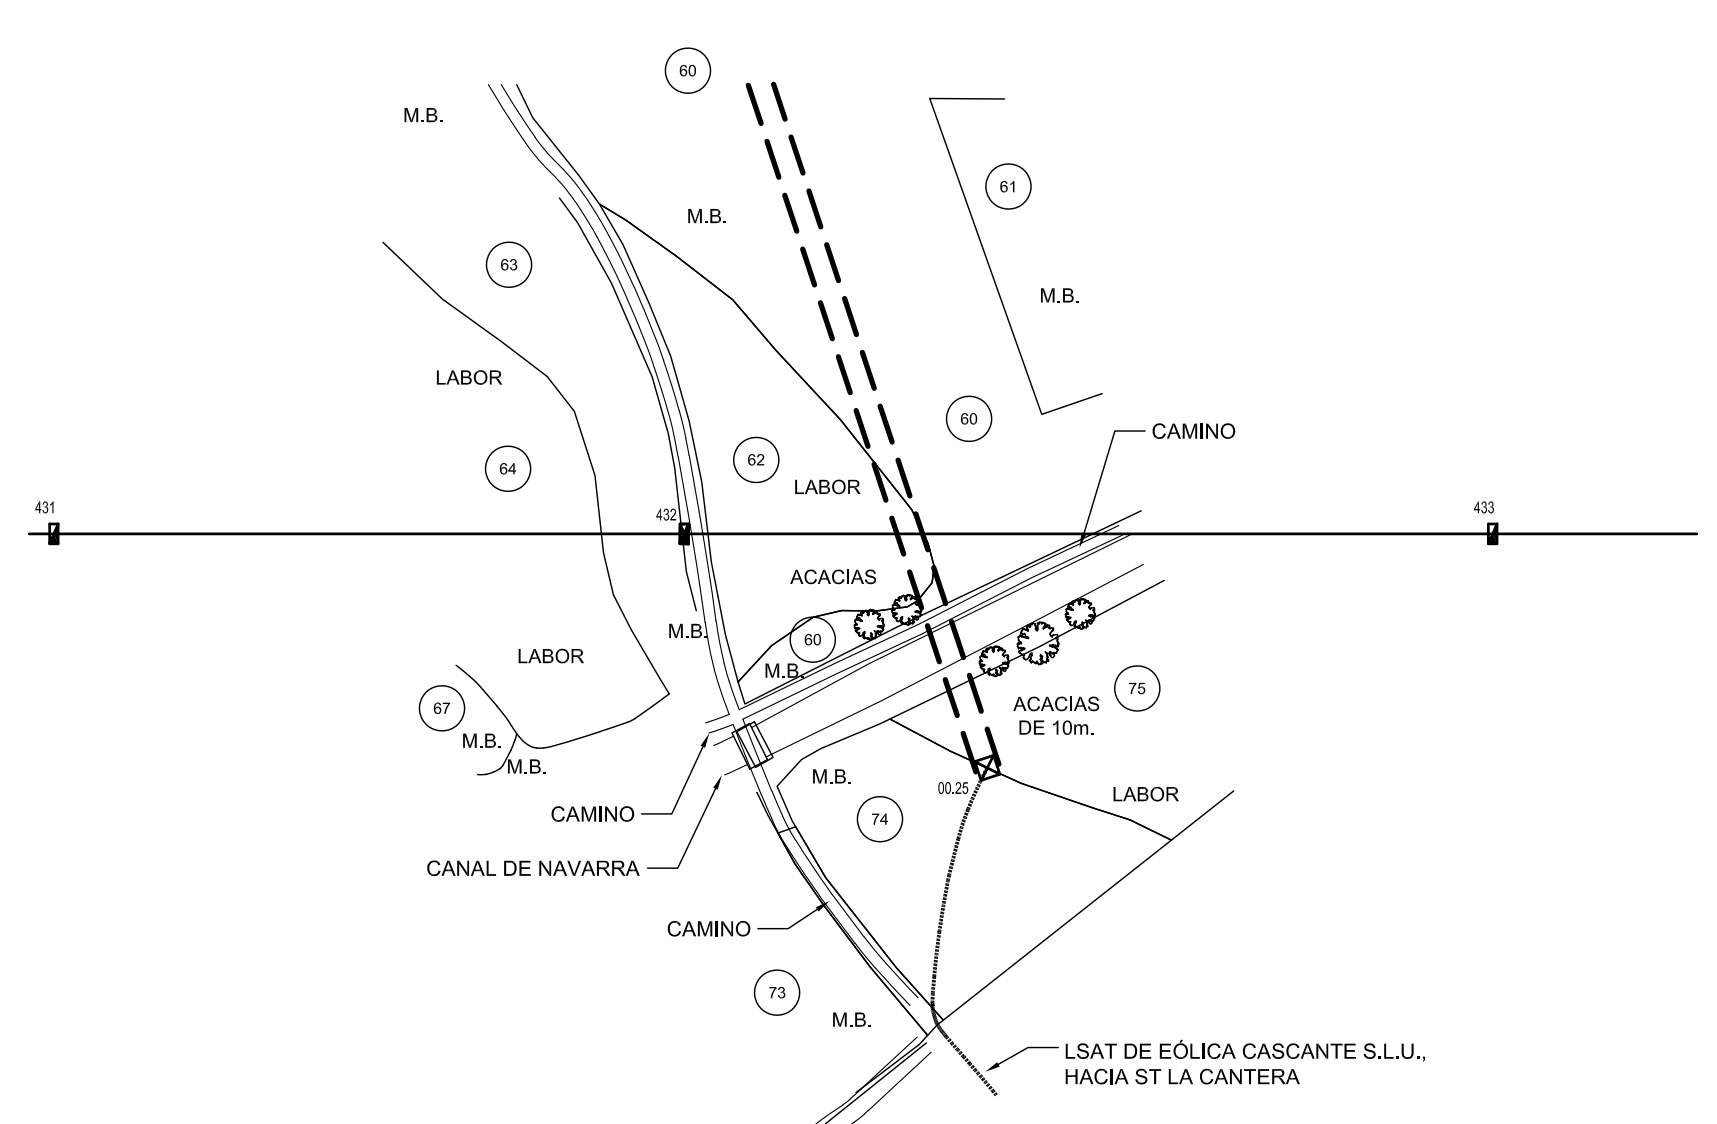 60
M.B.
61
M.B.
63
M.B.
LABOR
60
CAMINO
62
64
LABOR
431
432
433
ACACIAS
M.B.
60
LABOR
M.B.
75
67
ACACIAS
DE 10m.
M.B.
M.B.
M.B.
00.25
LABOR
CAMINO
74
CANAL DE NAVARRA
CAMINO
73
M.B.
LSAT DE EÓLICA CASCANTE S.L.U.,
HACIA ST LA CANTERA